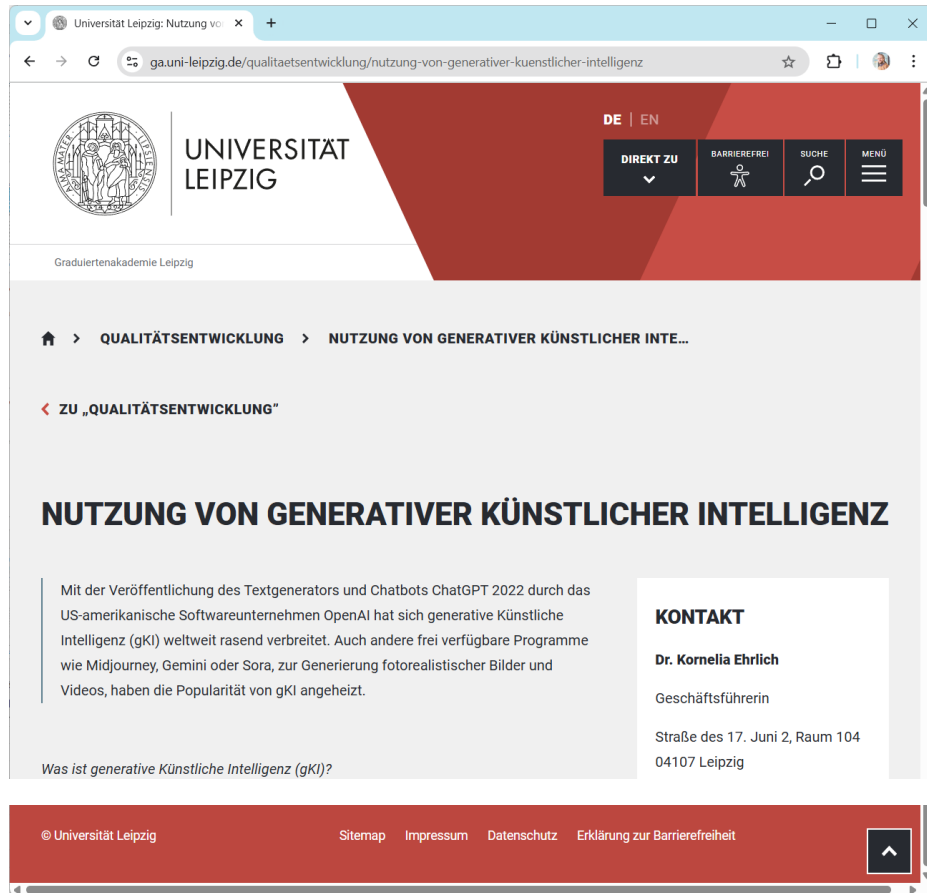 Universität Leipzig: Nutzung vo
ga.uni-leipzig.de/qualitaetsentwicklung/nutzung-von-generativer-kuenstlicher-intelligenz
ALMA MATER LIPSIENSIS
UNIVERSITÄT
LEIPZIG
DE | EN
DIREKT ZU
BARRIEREFREI
SUCHE
MENÜ
Graduiertenakademie Leipzig
> QUALITÄTSENTWICKLUNG > NUTZUNG VON GENERATIVER KÜNSTLICHER INTE...
ZU „QUALITÄTSENTWICKLUNG”
NUTZUNG VON GENERATIVER KÜNSTLICHER INTELLIGENZ
Mit der Veröffentlichung des Textgenerators und Chatbots ChatGPT 2022 durch das
US-amerikanische Softwareunternehmen OpenAI hat sich generative Künstliche
Intelligenz (gKI) weltweit rasend verbreitet. Auch andere frei verfügbare Programme
wie Midjourney, Gemini oder Sora, zur Generierung fotorealistischer Bilder und
Videos, haben die Popularität von gKI angeheizt.
Was ist generative Künstliche Intelligenz (gKI)?
KONTAKT
Dr. Kornelia Ehrlich
Geschäftsführerin
Straße des 17. Juni 2, Raum 104
04107 Leipzig
© Universität Leipzig
Sitemap Impressum Datenschutz Erklärung zur Barrierefreiheit